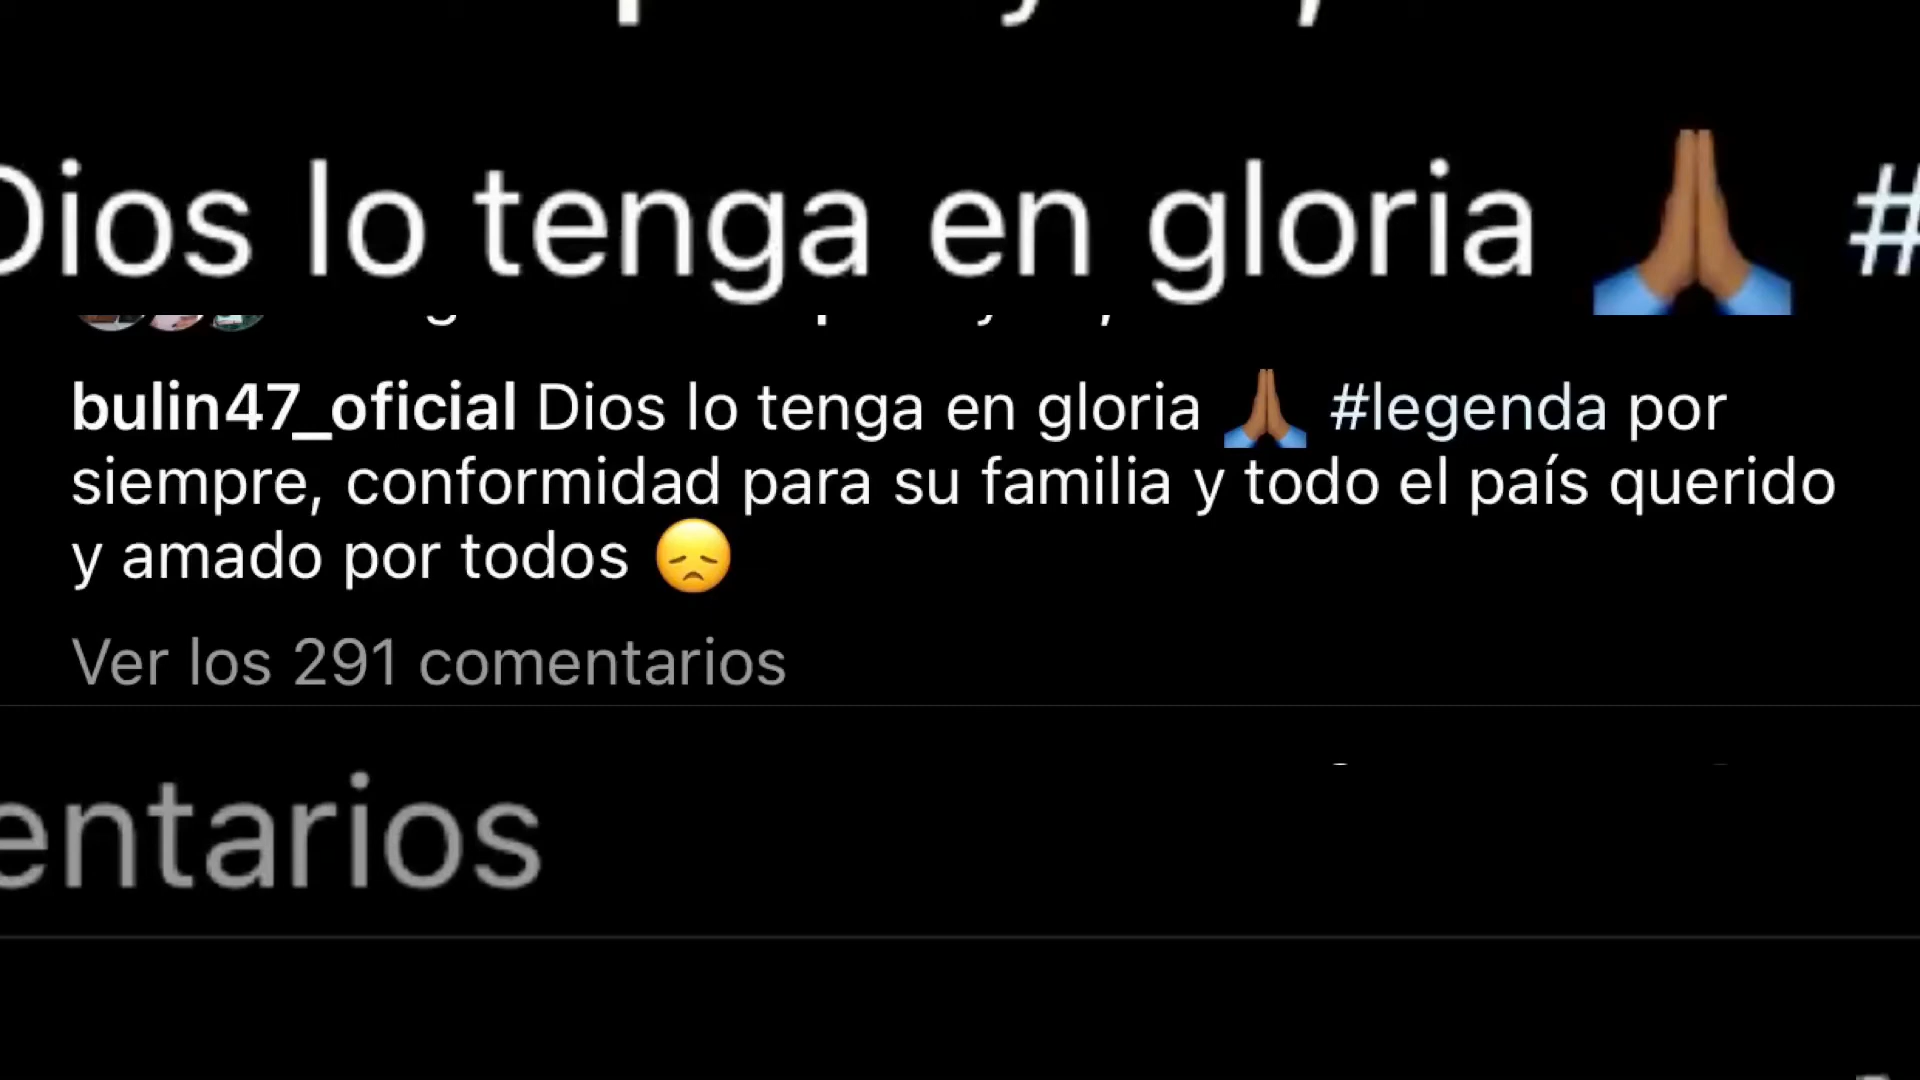 Dios lo tenga en gloria 🙏🏾 #
bulin47_oficial Dios lo tenga en gloria 🙏🏾 #legenda por
siempre, conformidad para su familia y todo el país querido
y amado por todos 😞
Ver los 291 comentarios
entarios